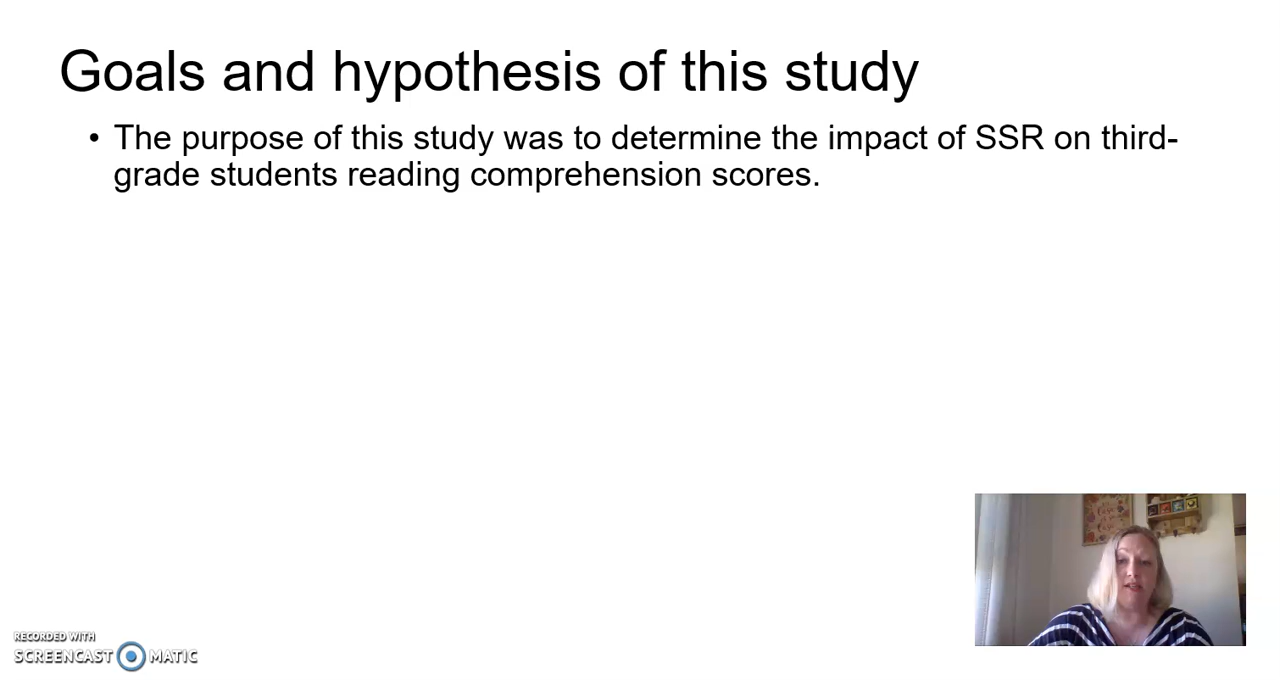 Goals and hypothesis of this study
• The purpose of this study was to determine the impact of SSR on third-
grade students reading comprehension scores.
RECORDED WITH
SCREENCAST MATIC